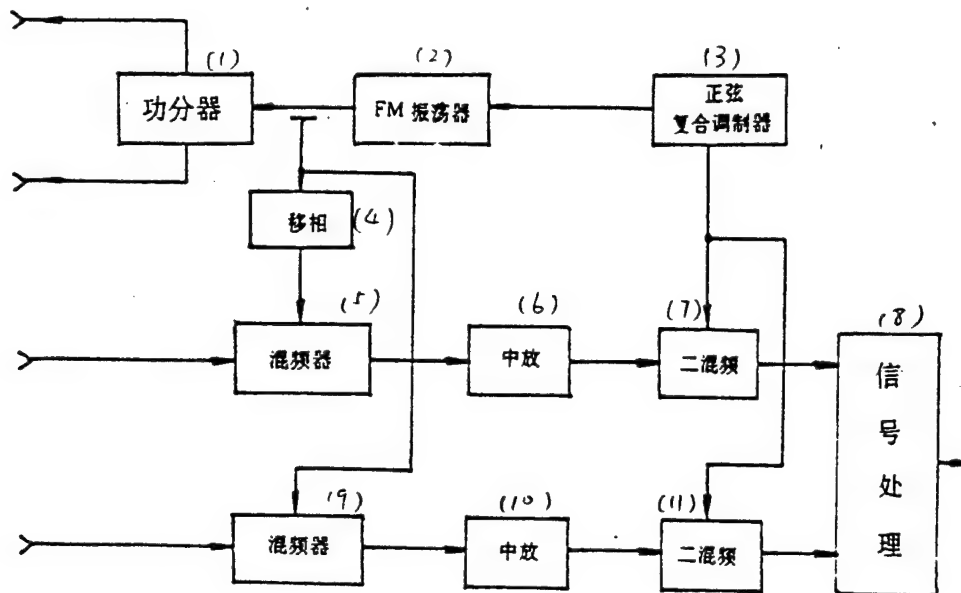 (1)
功分器
(2)
FM 振荡器
(3)
正弦
复合调制器
移相
(4)
(5)
混频器
(6)
中放
(7)
二混频
(8)
信号处理
(9)
混频器
(10)
中放
(11)
二混频